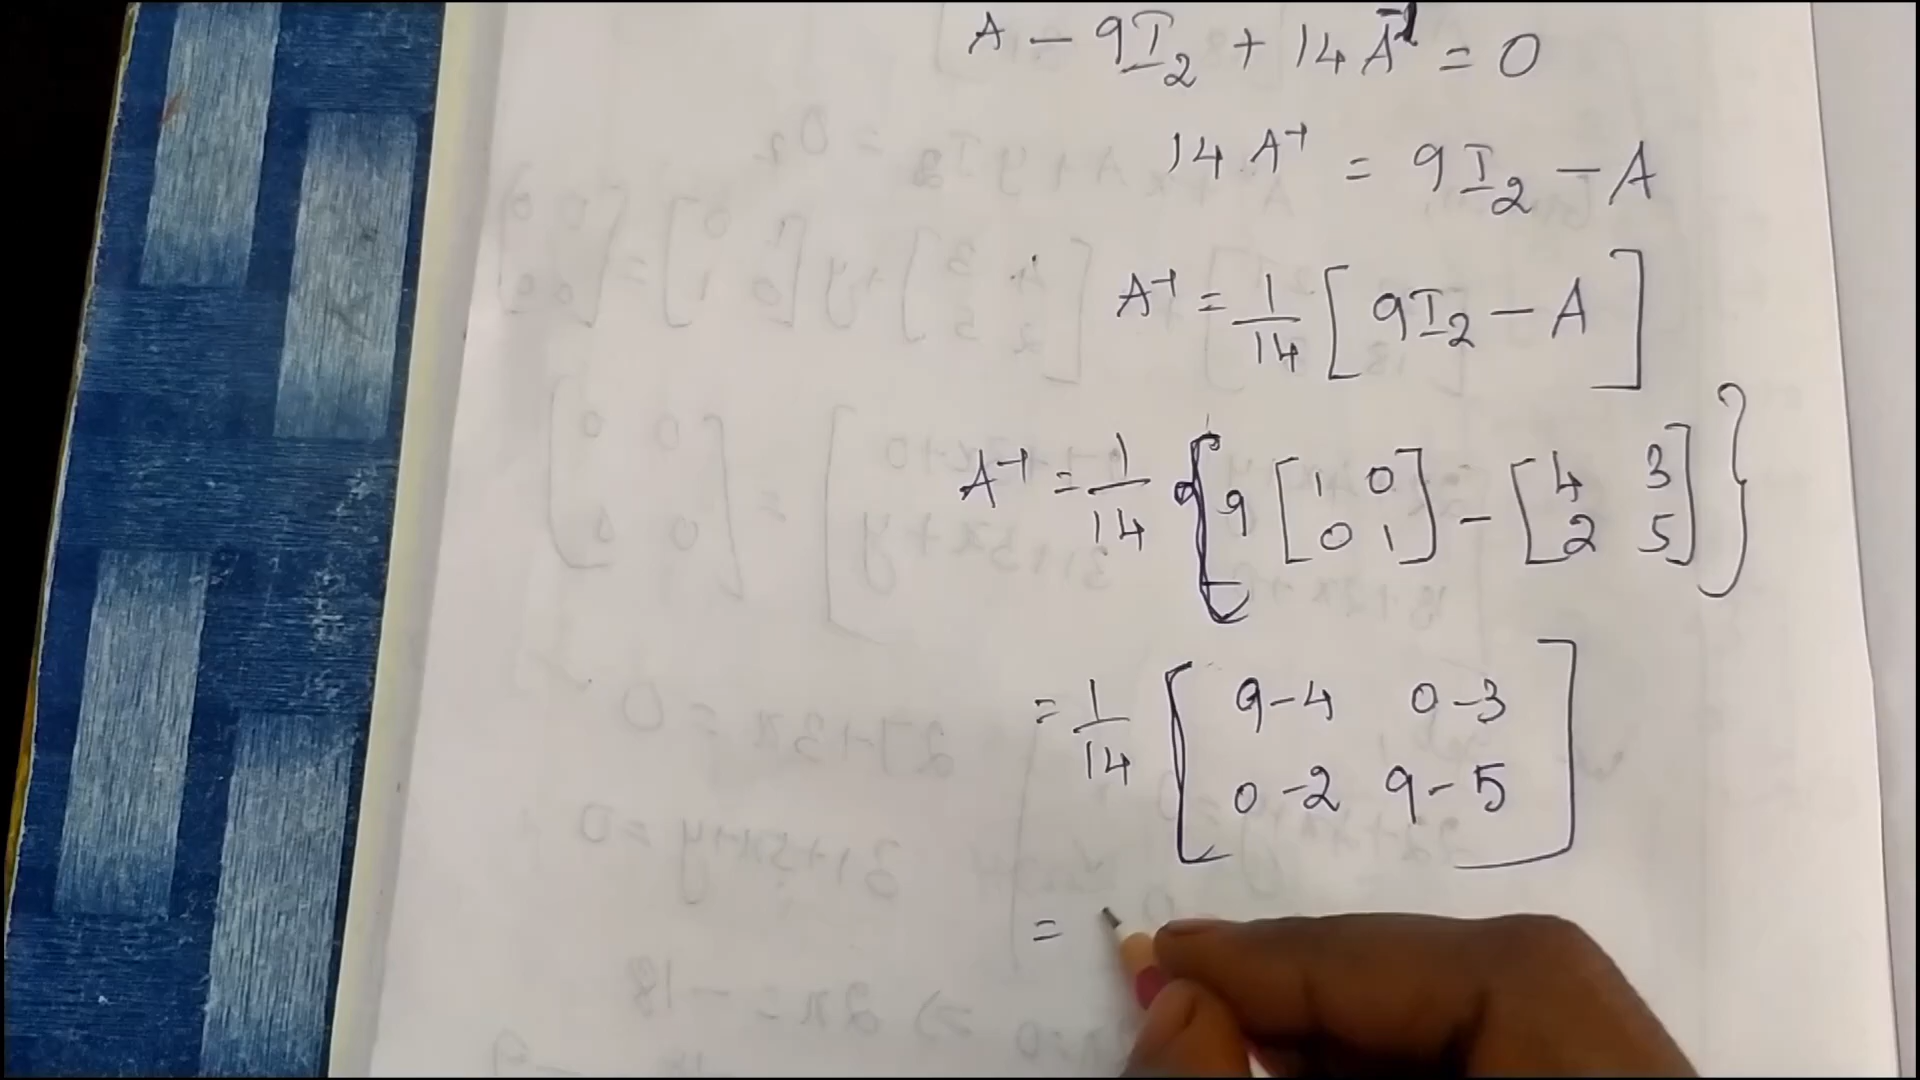 A - 9I₂ + 14A⁻¹ = 0
14 A⁻¹ = 9I₂ - A
A⁻¹ = 1/14 [ 9I₂ - A ]
A⁻¹ = 1/14 { 9 [ 1 0 ; 0 1 ] - [ 4 3 ; 2 5 ] }
= 1/14 [ 9-4 0-3 ; 0-2 9-5 ]
=